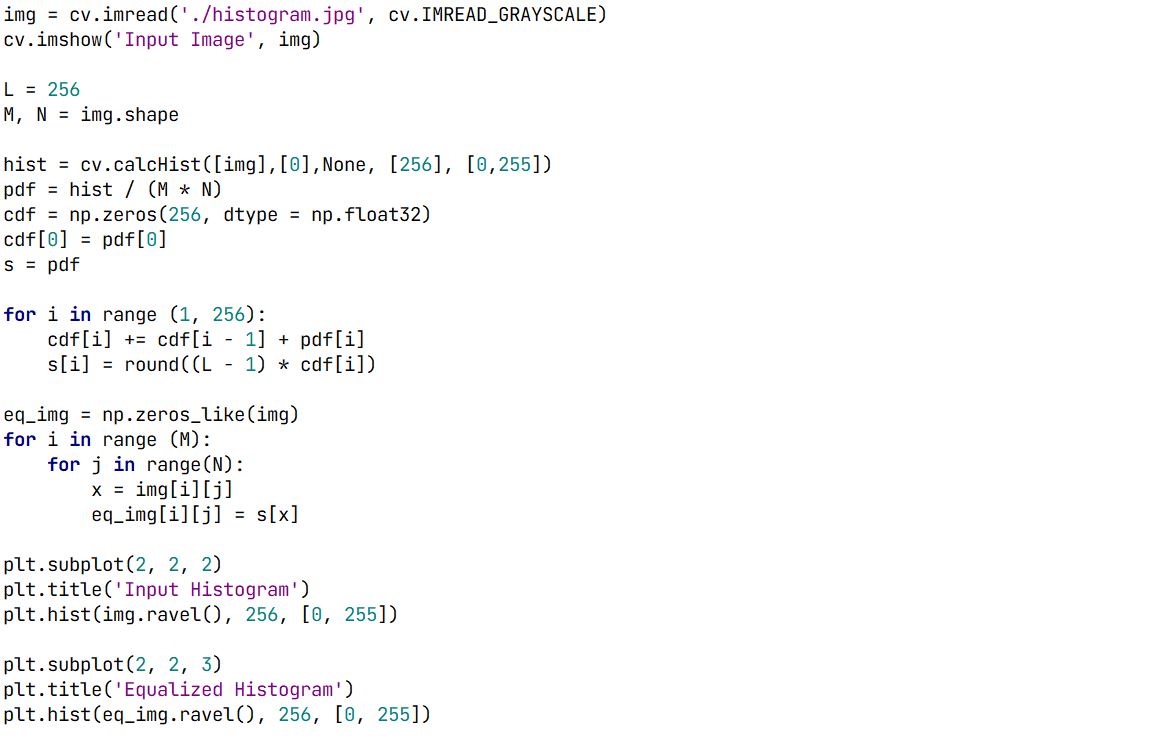 img = cv.imread('./histogram.jpg', cv.IMREAD_GRAYSCALE)
cv.imshow('Input Image', img)

L = 256
M, N = img.shape

hist = cv.calcHist([img],[0],None, [256], [0,255])
pdf = hist / (M * N)
cdf = np.zeros(256, dtype = np.float32)
cdf[0] = pdf[0]
s = pdf

for i in range (1, 256):
    cdf[i] += cdf[i - 1] + pdf[i]
    s[i] = round((L - 1) * cdf[i])

eq_img = np.zeros_like(img)
for i in range (M):
    for j in range(N):
        x = img[i][j]
        eq_img[i][j] = s[x]

plt.subplot(2, 2, 2)
plt.title('Input Histogram')
plt.hist(img.ravel(), 256, [0, 255])

plt.subplot(2, 2, 3)
plt.title('Equalized Histogram')
plt.hist(eq_img.ravel(), 256, [0, 255])